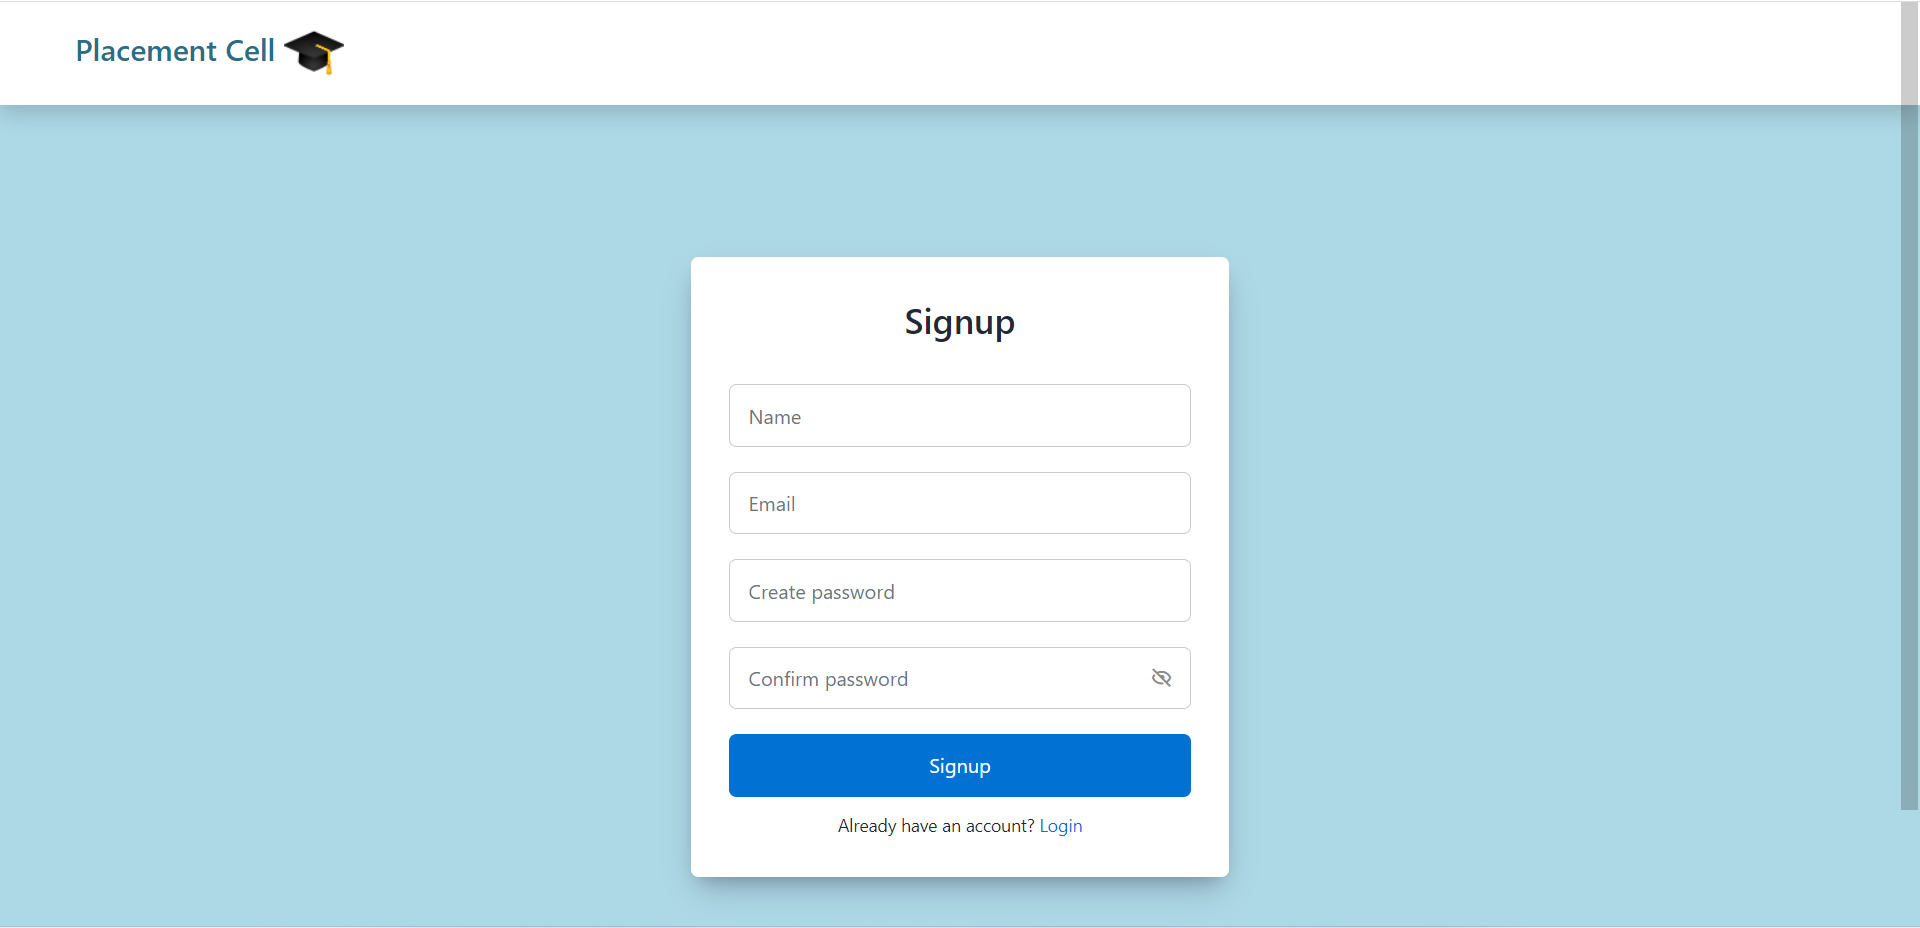 Placement Cell
Signup
Name
Email
Create password
Confirm password
Signup
Already have an account? Login